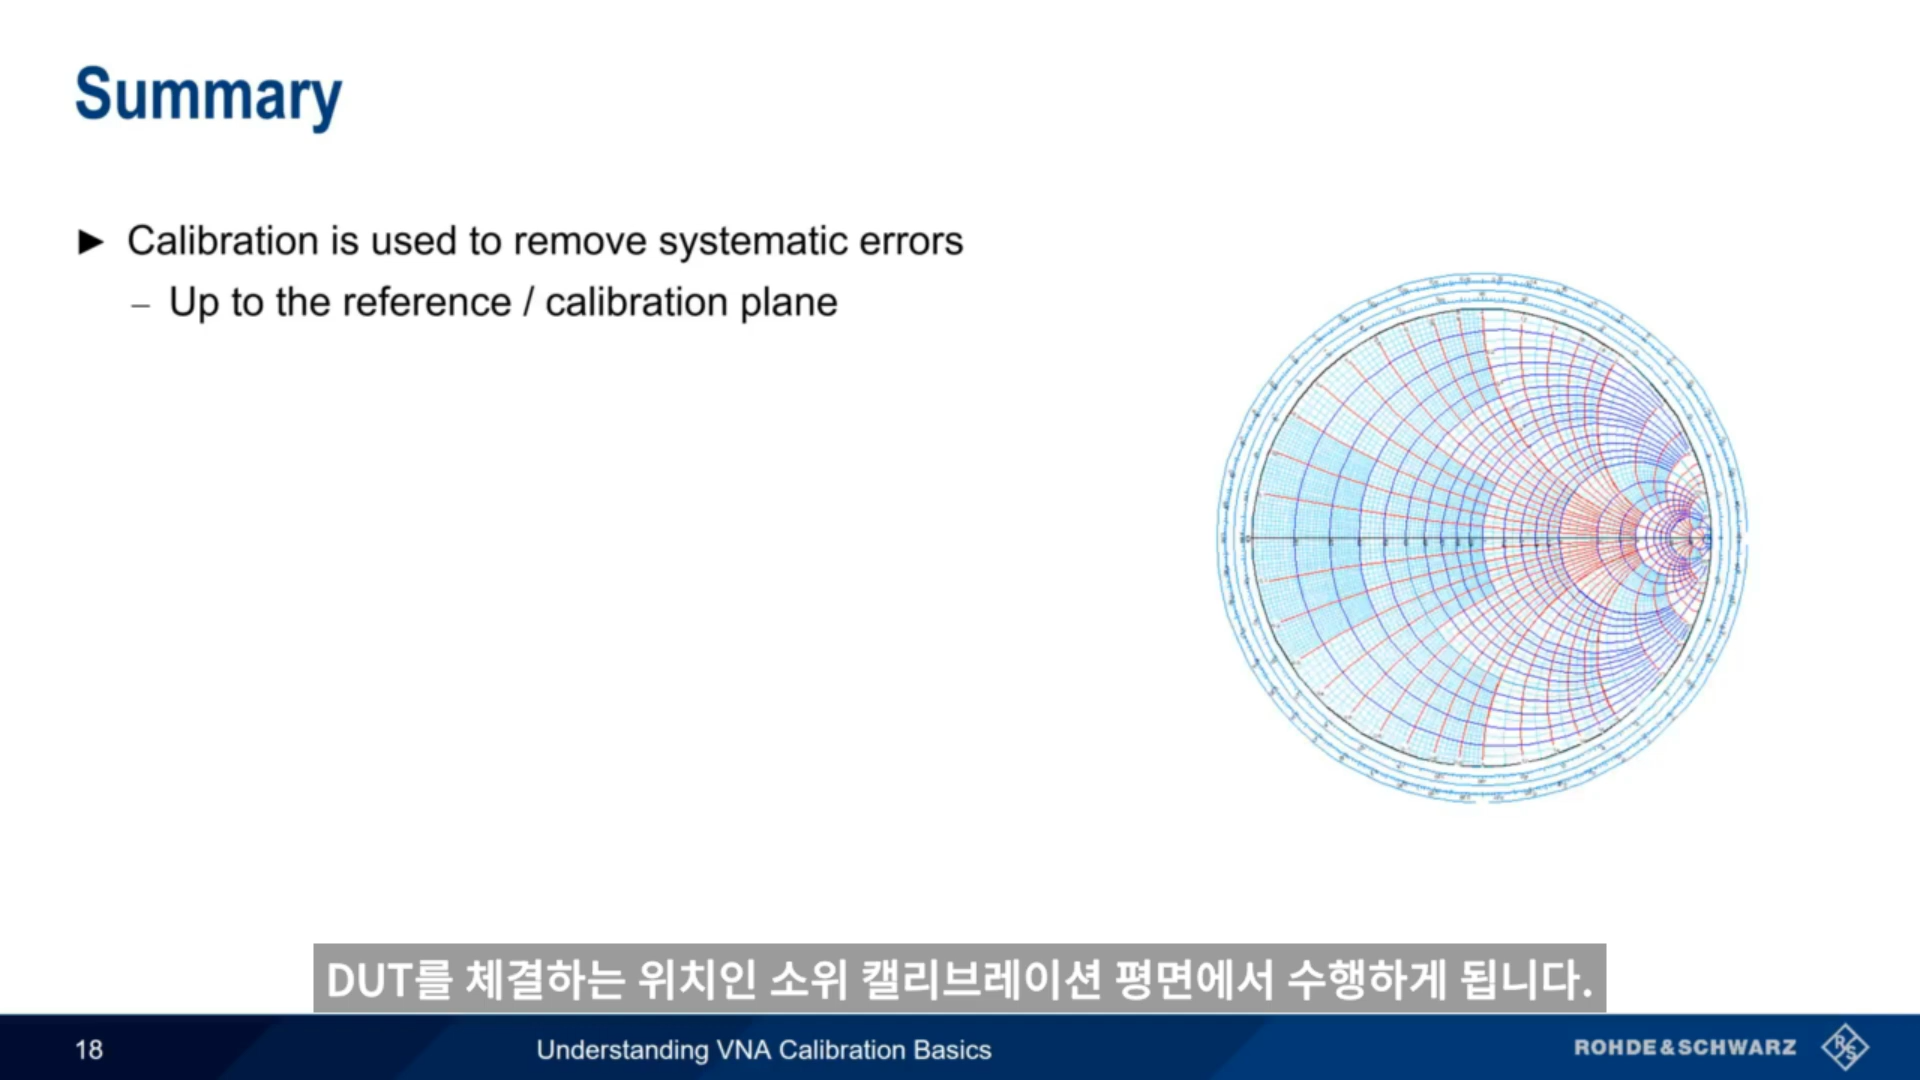 Summary
► Calibration is used to remove systematic errors
– Up to the reference / calibration plane
DUT를 체결하는 위치인 소위 캘리브레이션 평면에서 수행하게 됩니다.
18
Understanding VNA Calibration Basics
ROHDE&SCHWARZ
R&S